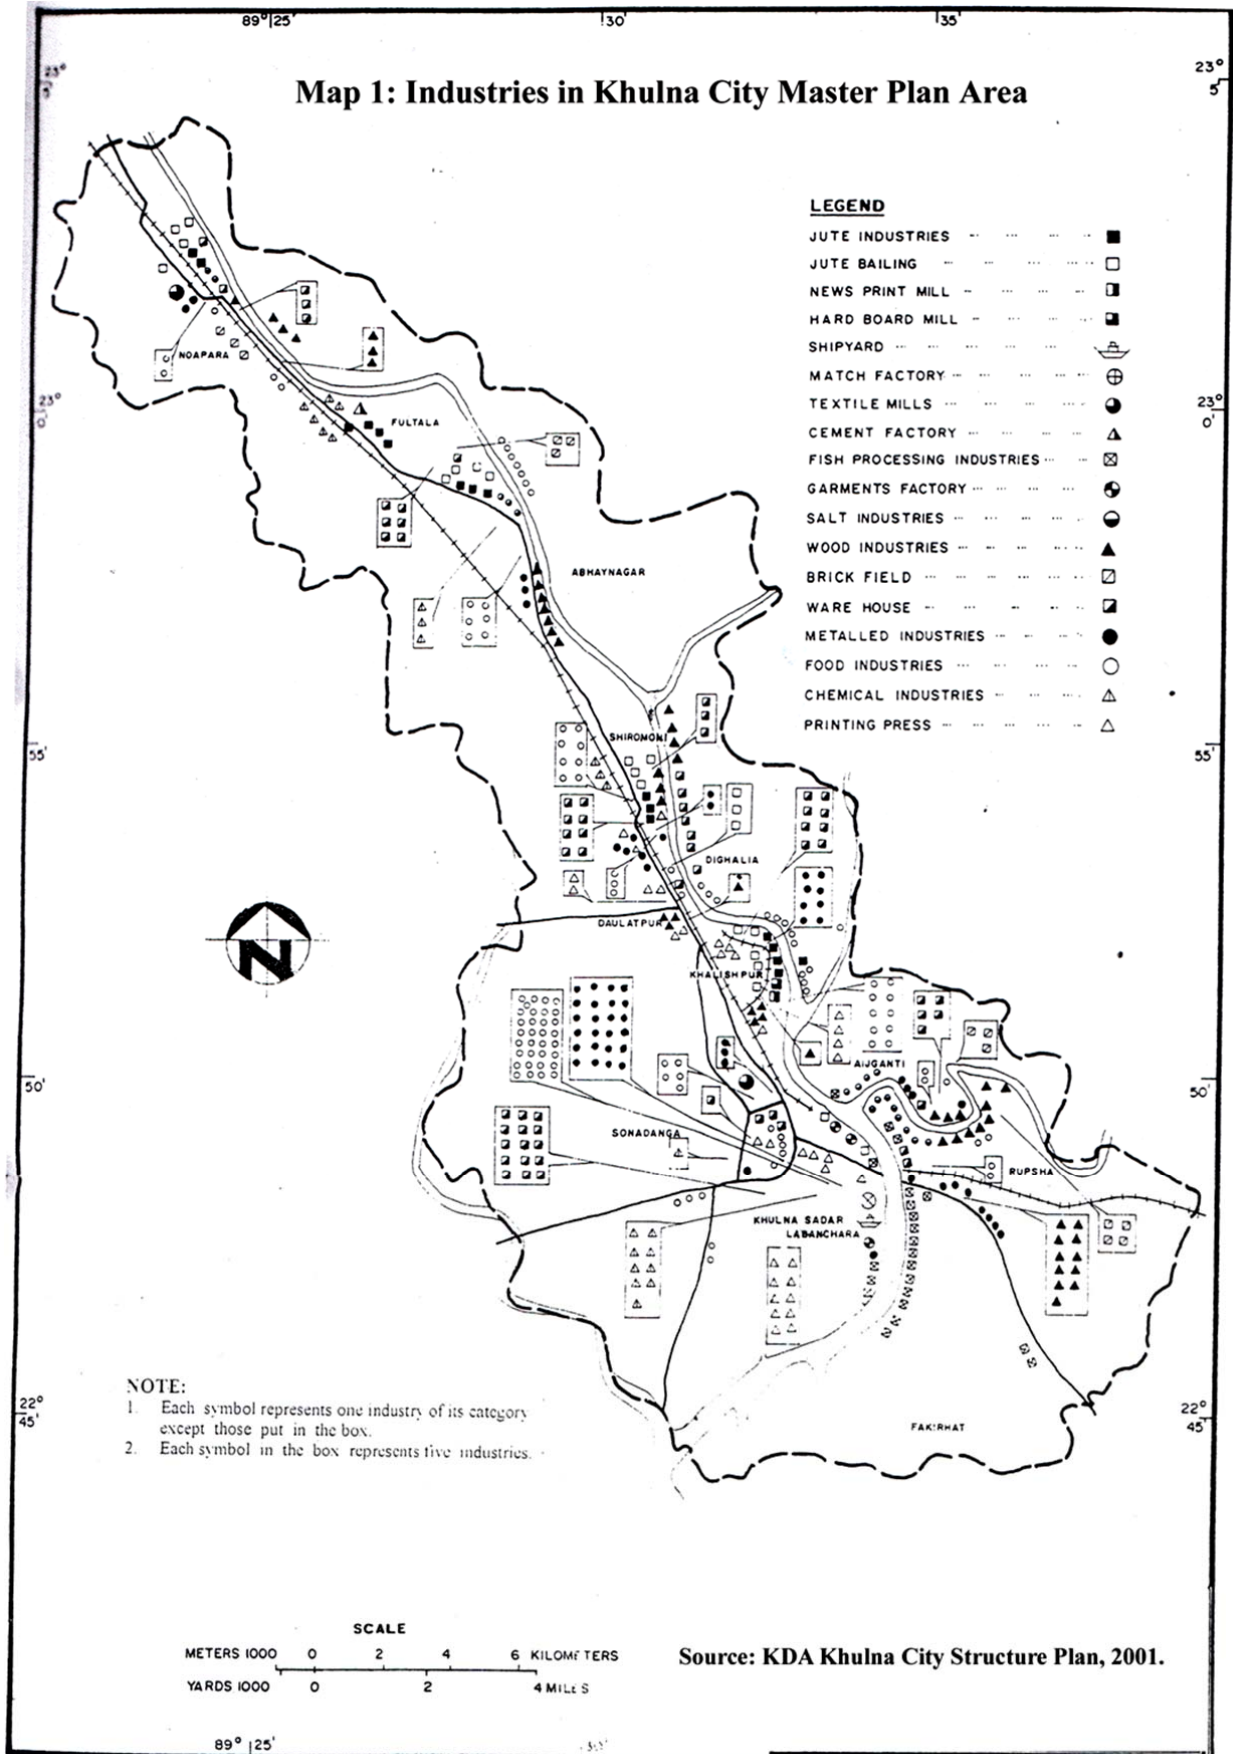 89° 25'
30'
35'
23°
5'
23°
5'
Map 1: Industries in Khulna City Master Plan Area
LEGEND
JUTE INDUSTRIES
JUTE BAILING
NEWS PRINT MILL
HARD BOARD MILL
SHIPYARD
MATCH FACTORY
TEXTILE MILLS
CEMENT FACTORY
FISH PROCESSING INDUSTRIES
GARMENTS FACTORY
SALT INDUSTRIES
WOOD INDUSTRIES
BRICK FIELD
WARE HOUSE
METALLED INDUSTRIES
FOOD INDUSTRIES
CHEMICAL INDUSTRIES
PRINTING PRESS
NOAPARA
23°
0'
23°
0'
FULTALA
ABHAYNAGAR
SHIROMONI
55'
55'
DIGHALIA
DAULATPUR
KHALISHPUR
N
AIJGANTI
50'
50'
SONADANGA
RUPSHA
KHULNA SADAR
LABANCHARA
NOTE:
1. Each symbol represents one industry of its category
except those put in the box.
2. Each symbol in the box represents five industries.
22°
45'
22°
45'
FAKIRHAT
SCALE
METERS 1000 0 2 4 6 KILOMETERS
YARDS 1000 0 2 4 MILES
Source: KDA Khulna City Structure Plan, 2001.
89° 25'
30'